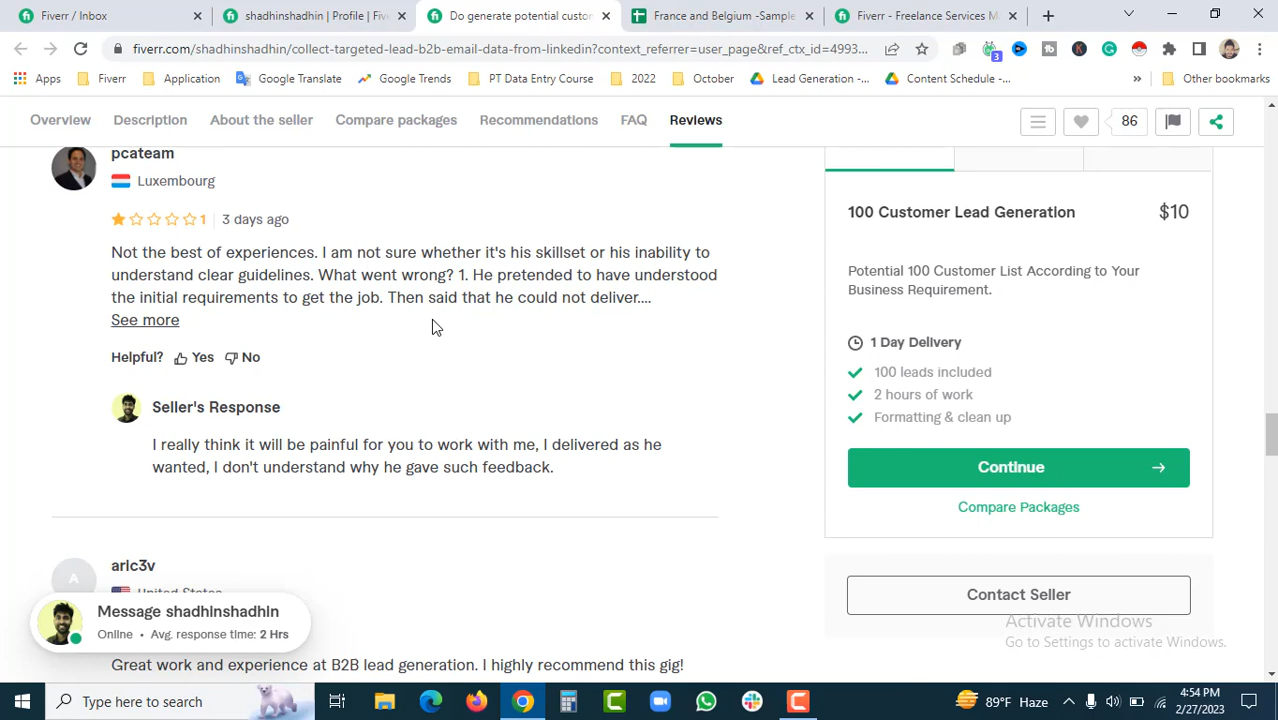 Fiverr / Inbox
shadhinshadhin | Profile | Five
Do generate potential custo
France and Belgium -Sample
Fiverr - Freelance Services M
fiverr.com/shadhinshadhin/collect-targeted-lead-b2b-email-data-from-linkedin?context_referrer=user_page&ref_ctx_id=4993...
3
Apps
Fiverr
Application
Google Translate
Google Trends
PT Data Entry Course
2022
October
Lead Generation -...
Content Schedule -...
Other bookmarks
Overview
Description
About the seller
Compare packages
Recommendations
FAQ
Reviews
86
pcateam
Luxembourg
1
3 days ago
Not the best of experiences. I am not sure whether it's his skillset or his inability to
understand clear guidelines. What went wrong? 1. He pretended to have understood
the initial requirements to get the job. Then said that he could not deliver....
See more
Helpful?
Yes
No
Seller's Response
I really think it will be painful for you to work with me, I delivered as he
wanted, I don't understand why he gave such feedback.
A
aric3v
United States
Great work and experience at B2B lead generation. I highly recommend this gig!
Message shadhinshadhin
Online • Avg. response time: 2 Hrs
100 Customer Lead Generation
$10
Potential 100 Customer List According to Your
Business Requirement.
1 Day Delivery
100 leads included
2 hours of work
Formatting & clean up
Continue
Compare Packages
Contact Seller
Activate Windows
Go to Settings to activate Windows.
Type here to search
89°F Haze
4:54 PM
2/27/2023